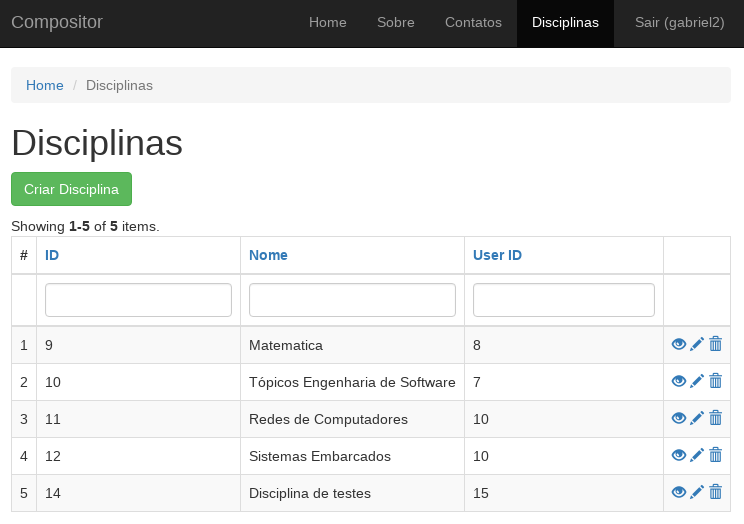 Compositor Home Sobre Contatos Disciplinas Sair (gabriel2)
Home / Disciplinas
Disciplinas
Criar Disciplina
Showing 1-5 of 5 items.
# ID Nome User ID
1 9 Matematica 8
2 10 Tópicos Engenharia de Software 7
3 11 Redes de Computadores 10
4 12 Sistemas Embarcados 10
5 14 Disciplina de testes 15